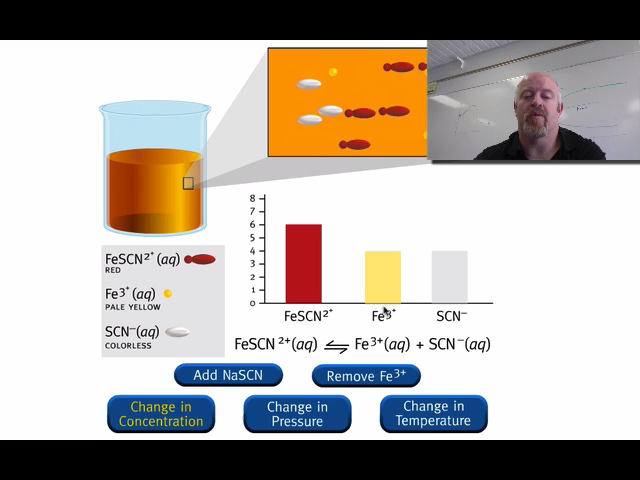 8
7
6
5
4
3
2
1
0
FeSCN²⁺ Fe³⁺ SCN⁻
FeSCN²⁺(aq)
RED
Fe³⁺(aq)
PALE YELLOW
SCN⁻(aq)
COLORLESS
FeSCN²⁺(aq) ⇌ Fe³⁺(aq) + SCN⁻(aq)
Add NaSCN Remove Fe³⁺
Change in
Concentration
Change in
Pressure
Change in
Temperature